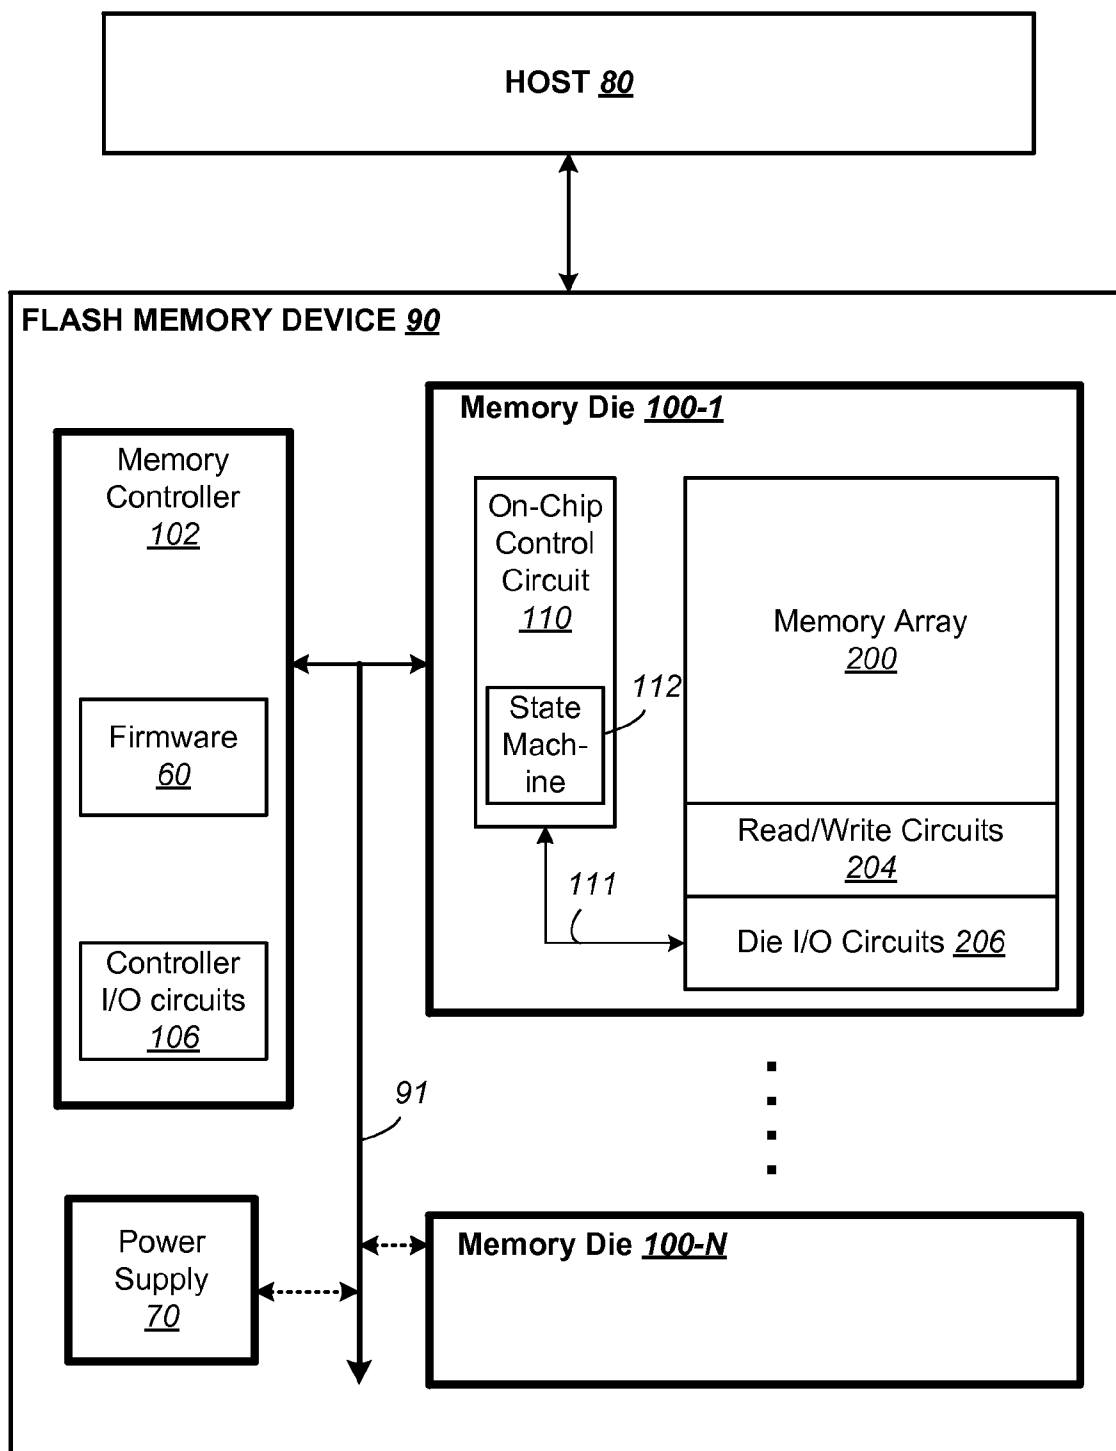 HOST 80
FLASH MEMORY DEVICE 90
Memory
Controller
102
Firmware
60
Controller
I/O circuits
106
Power
Supply
70
91
Memory Die 100-1
On-Chip
Control
Circuit
110
State
Mach-
ine
112
111
Memory Array
200
Read/Write Circuits
204
Die I/O Circuits 206
Memory Die 100-N